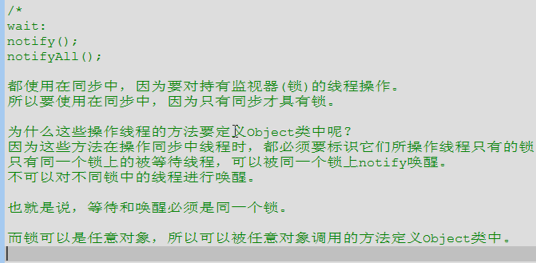 /*
wait:
notify();
notifyAll();
都使用在同步中，因为要对持有监视器(锁)的线程操作。
所以要使用在同步中，因为只有同步才具有锁。
为什么这些操作线程的方法要定义Object类中呢？
因为这些方法在操作同步中线程时，都必须要标识它们所操作线程只有的锁
只有同一个锁上的被等待线程，可以被同一个锁上notify唤醒。
不可以对不同锁中的线程进行唤醒。
也就是说，等待和唤醒必须是同一个锁。
而锁可以是任意对象，所以可以被任意对象调用的方法定义Object类中。